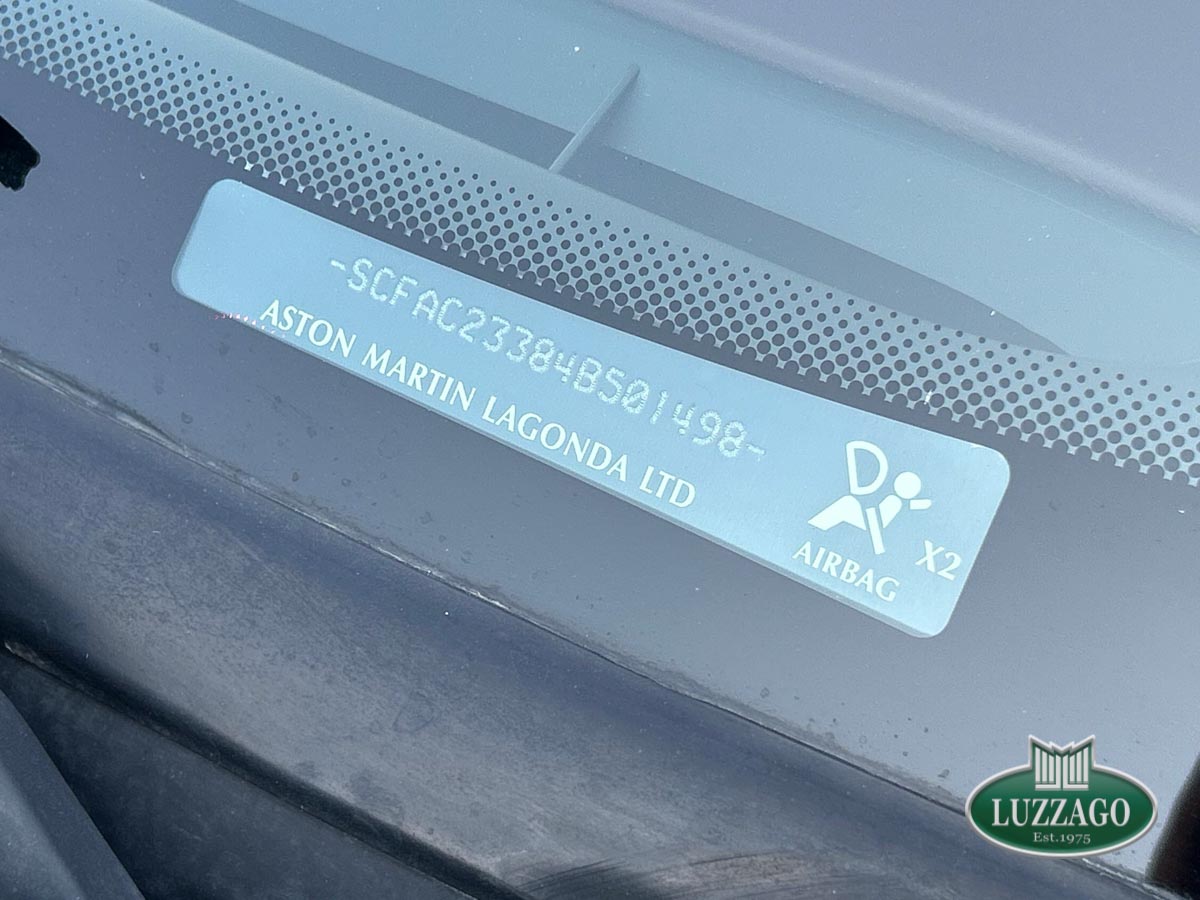 -SCFAC23384B501498-
ASTON MARTIN LAGONDA LTD
AIRBAG X2
LUZZAGO
Est.1975